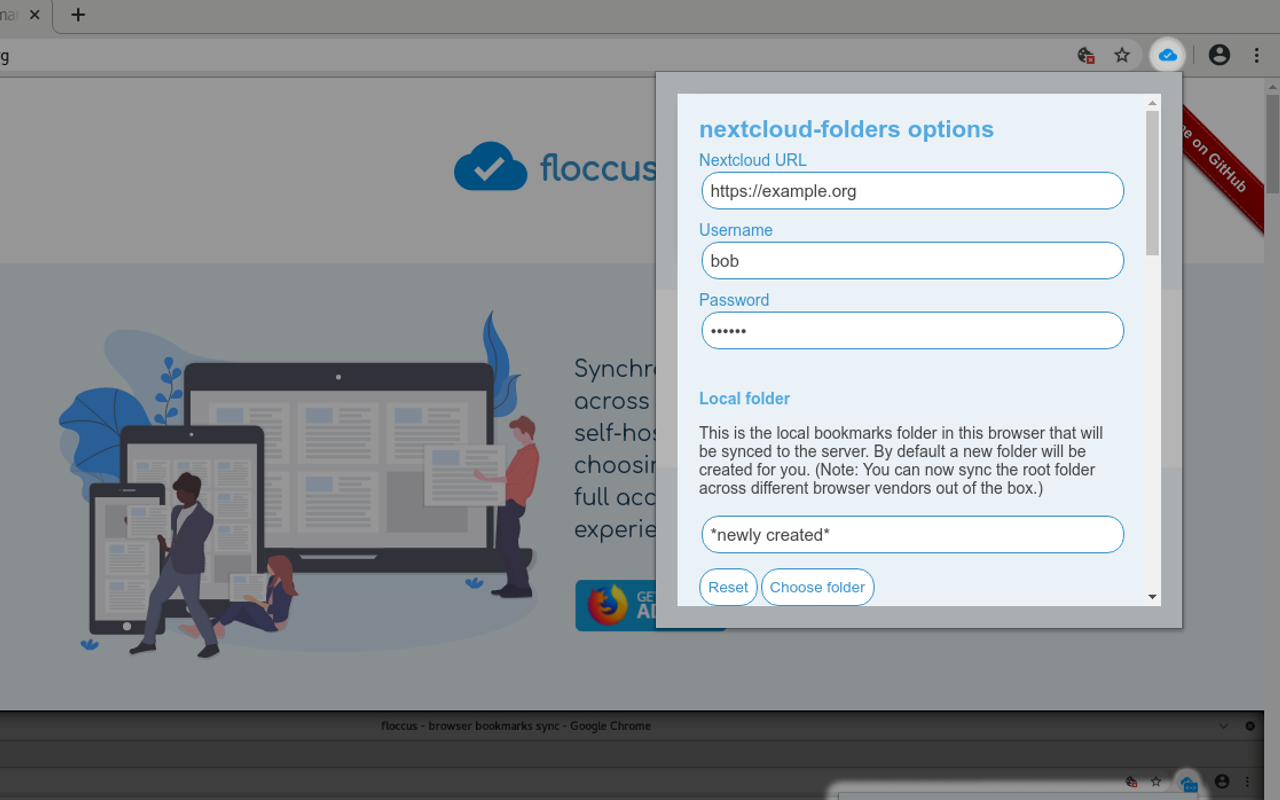 nextcloud-folders options
Nextcloud URL
https://example.org
Username
bob
Password
••••••
Local folder
This is the local bookmarks folder in this browser that will
be synced to the server. By default a new folder will be
created for you. (Note: You can now sync the root folder
across different browser vendors out of the box.)
*newly created*
Reset
Choose folder
floccus
me on GitHub
Synchr
across
self-hos
choosin
full acc
experie
GET
AD
floccus - browser bookmarks sync - Google Chrome